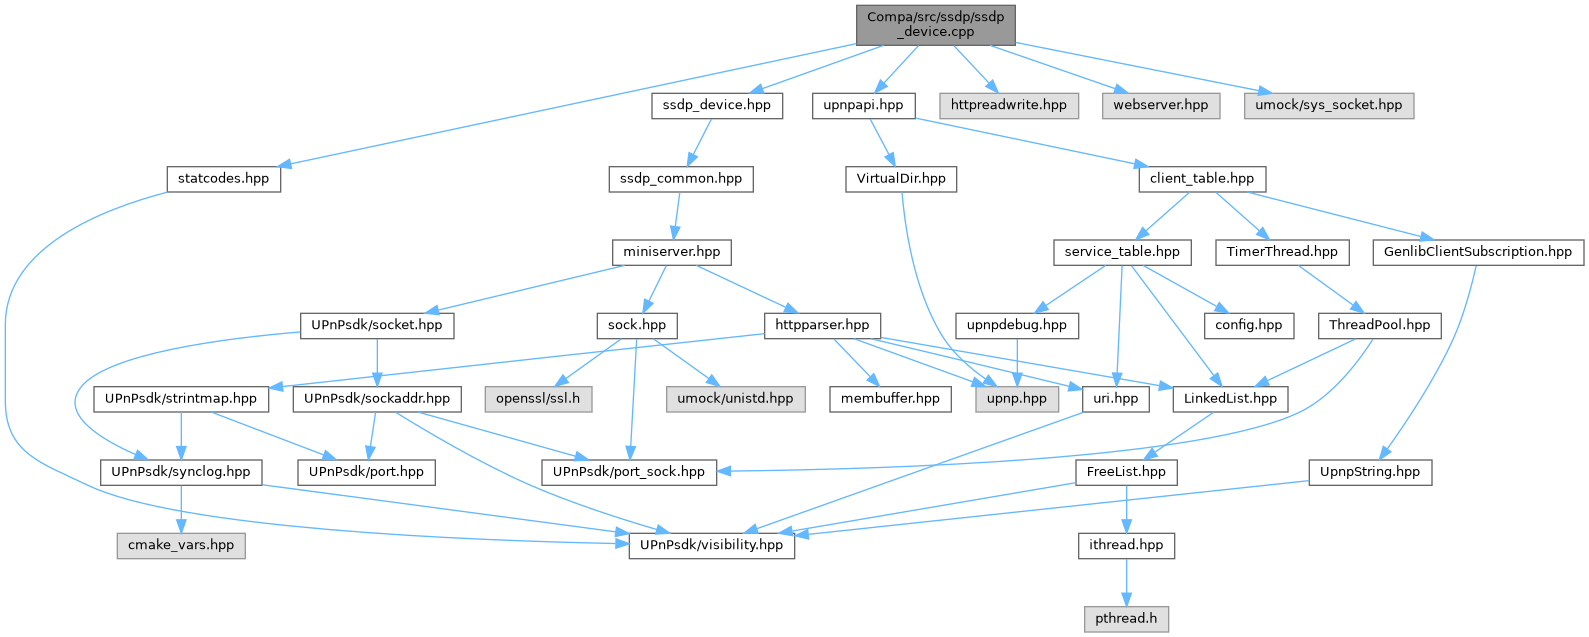 Compa/src/ssdp/ssdp
_device.cpp
ssdp_device.hpp
upnpapi.hpp
httpreadwrite.hpp
webserver.hpp
umock/sys_socket.hpp
statcodes.hpp
ssdp_common.hpp
VirtualDir.hpp
client_table.hpp
miniserver.hpp
service_table.hpp
TimerThread.hpp
GenlibClientSubscription.hpp
UPnPsdk/socket.hpp
sock.hpp
httpparser.hpp
upnpdebug.hpp
config.hpp
ThreadPool.hpp
UPnPsdk/strintmap.hpp
UPnPsdk/sockaddr.hpp
openssl/ssl.h
umock/unistd.hpp
membuffer.hpp
upnp.hpp
uri.hpp
LinkedList.hpp
UPnPsdk/synclog.hpp
UPnPsdk/port.hpp
UPnPsdk/port_sock.hpp
FreeList.hpp
UpnpString.hpp
cmake_vars.hpp
UPnPsdk/visibility.hpp
ithread.hpp
pthread.h